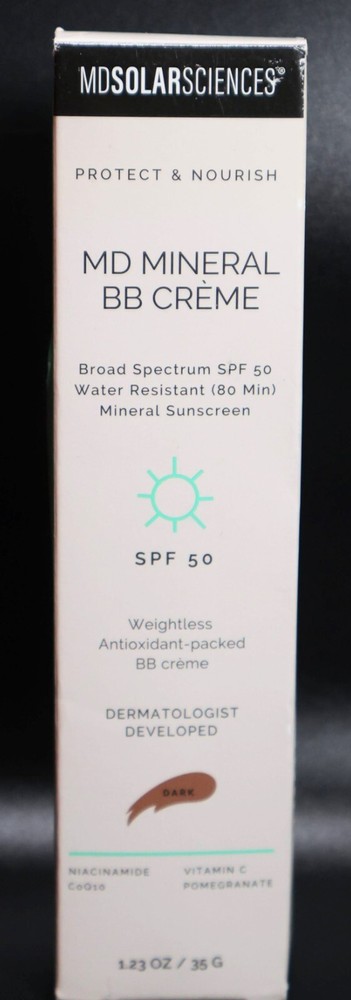 MDSOLARSCIENCES®
PROTECT & NOURISH
MD MINERAL
BB CRÈME
Broad Spectrum SPF 50
Water Resistant (80 Min)
Mineral Sunscreen
SPF 50
Weightless
Antioxidant-packed
BB crème
DERMATOLOGIST
DEVELOPED
DARK
NIACINAMIDE VITAMIN C
CoQ10 POMEGRANATE
1.23 OZ / 35 G